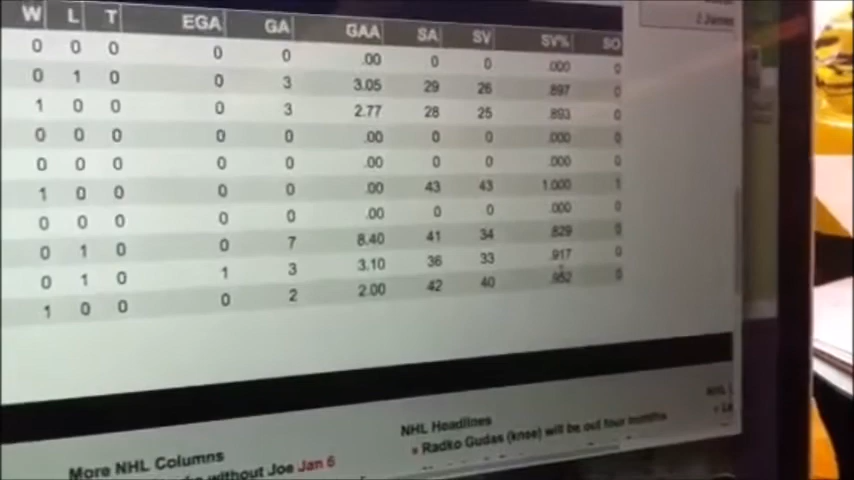 W L T EGA GA GAA SA SV SV% SO
0 0 0 0 0 .00 0 0 .000 0
0 1 0 0 3 3.05 29 26 .897 0
1 0 0 0 3 2.77 28 25 .893 0
0 0 0 0 0 .00 0 0 .000 0
0 0 0 0 0 .00 0 0 .000 0
1 0 0 0 0 .00 43 43 1.000 1
0 0 0 0 0 .00 0 0 .000 0
0 1 0 0 7 8.40 41 34 .829 0
0 1 0 1 3 3.10 36 33 .917 0
1 0 0 0 2 2.00 42 40 .952 0
More NHL Columns
without Joe Jan 6
NHL Headlines
Radko Gudas (knee) will be out four months